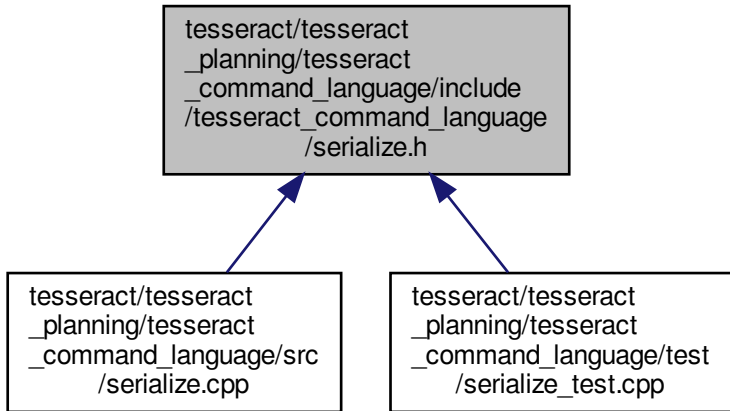 tesseract/tesseract
_planning/tesseract
_command_language/include
/tesseract_command_language
/serialize.h
tesseract/tesseract
_planning/tesseract
_command_language/src
/serialize.cpp
tesseract/tesseract
_planning/tesseract
_command_language/test
/serialize_test.cpp